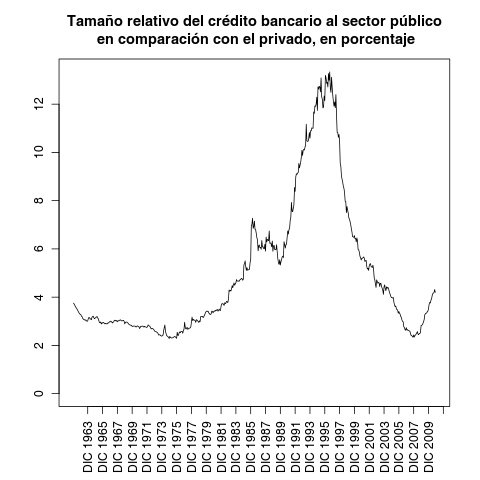 Tamaño relativo del crédito bancario al sector público
en comparación con el privado, en porcentaje
12
10
8
6
4
2
0
DIC 1963
DIC 1965
DIC 1967
DIC 1969
DIC 1971
DIC 1973
DIC 1975
DIC 1977
DIC 1979
DIC 1981
DIC 1983
DIC 1985
DIC 1987
DIC 1989
DIC 1991
DIC 1993
DIC 1995
DIC 1997
DIC 1999
DIC 2001
DIC 2003
DIC 2005
DIC 2007
DIC 2009